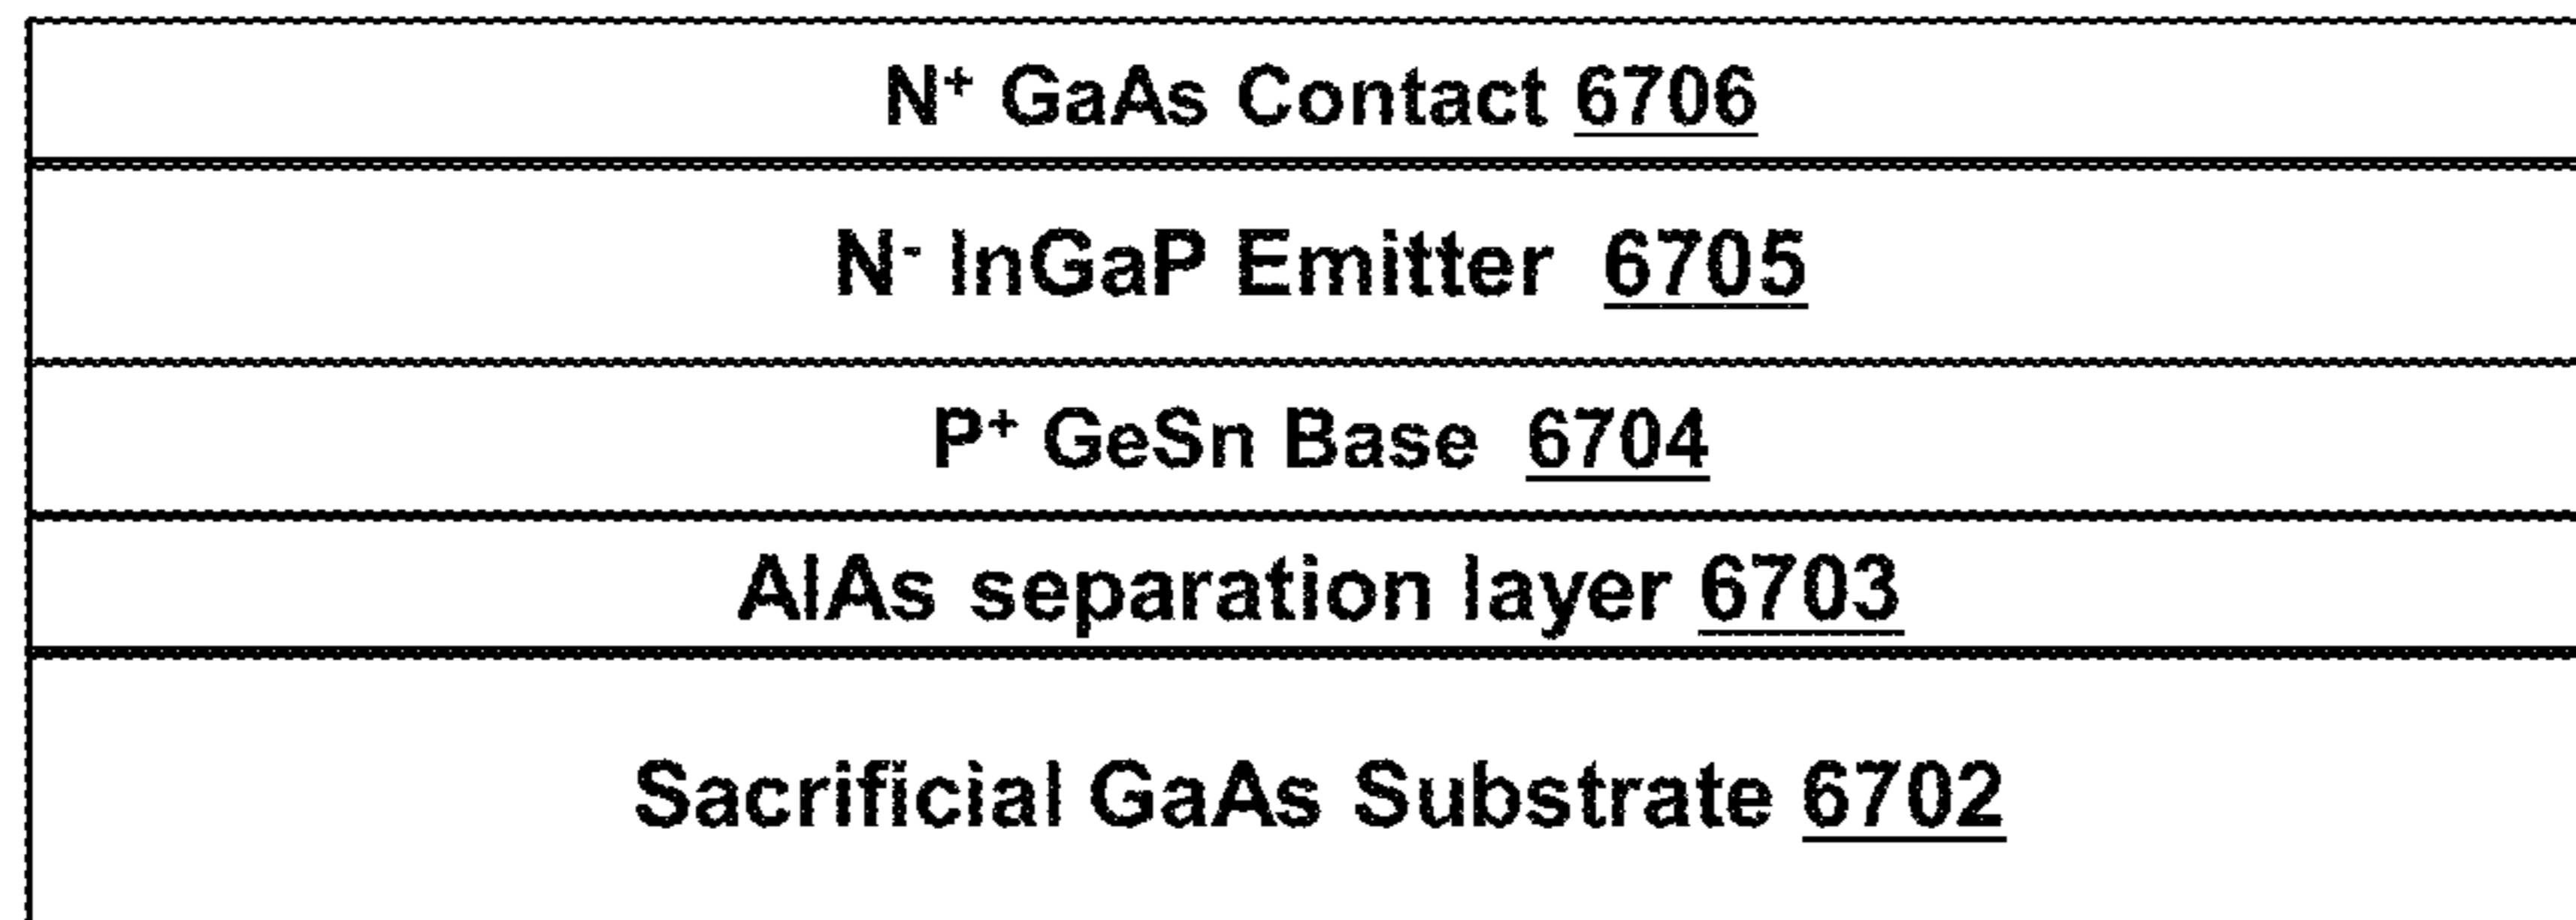 N⁺ GaAs Contact 6706
N⁻ InGaP Emitter 6705
P⁺ GeSn Base 6704
AlAs separation layer 6703
Sacrificial GaAs Substrate 6702